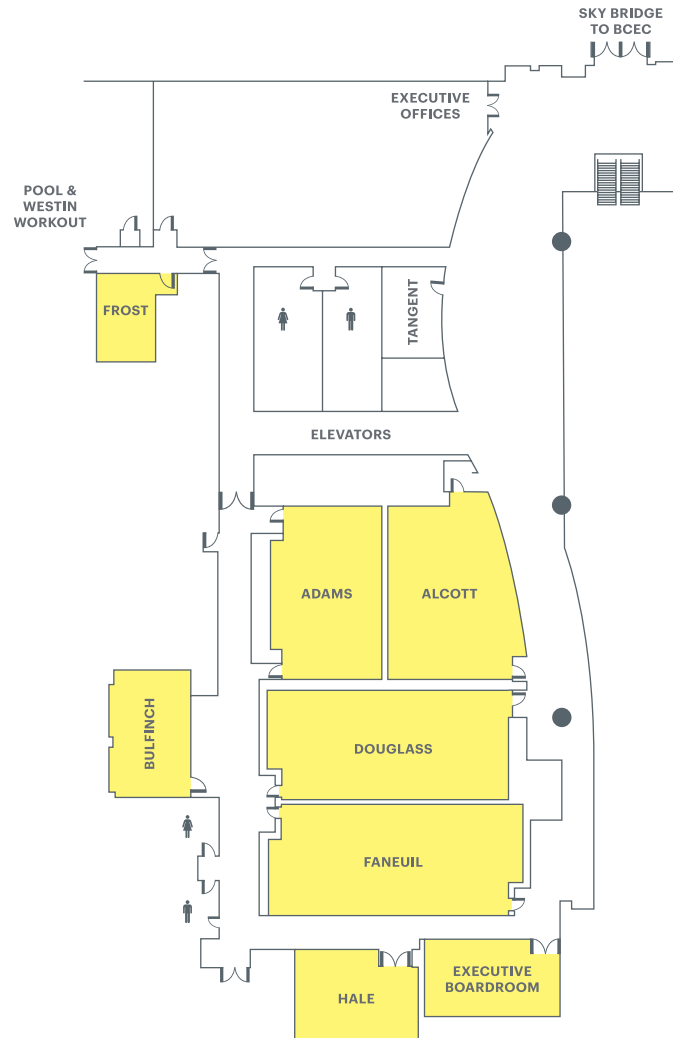 SKY BRIDGE
TO BCEC
EXECUTIVE
OFFICES
POOL &
WESTIN
WORKOUT
FROST
TANGENT
ELEVATORS
ADAMS
ALCOTT
BULFINCH
DOUGLASS
FANEUIL
EXECUTIVE
BOARDROOM
HALE